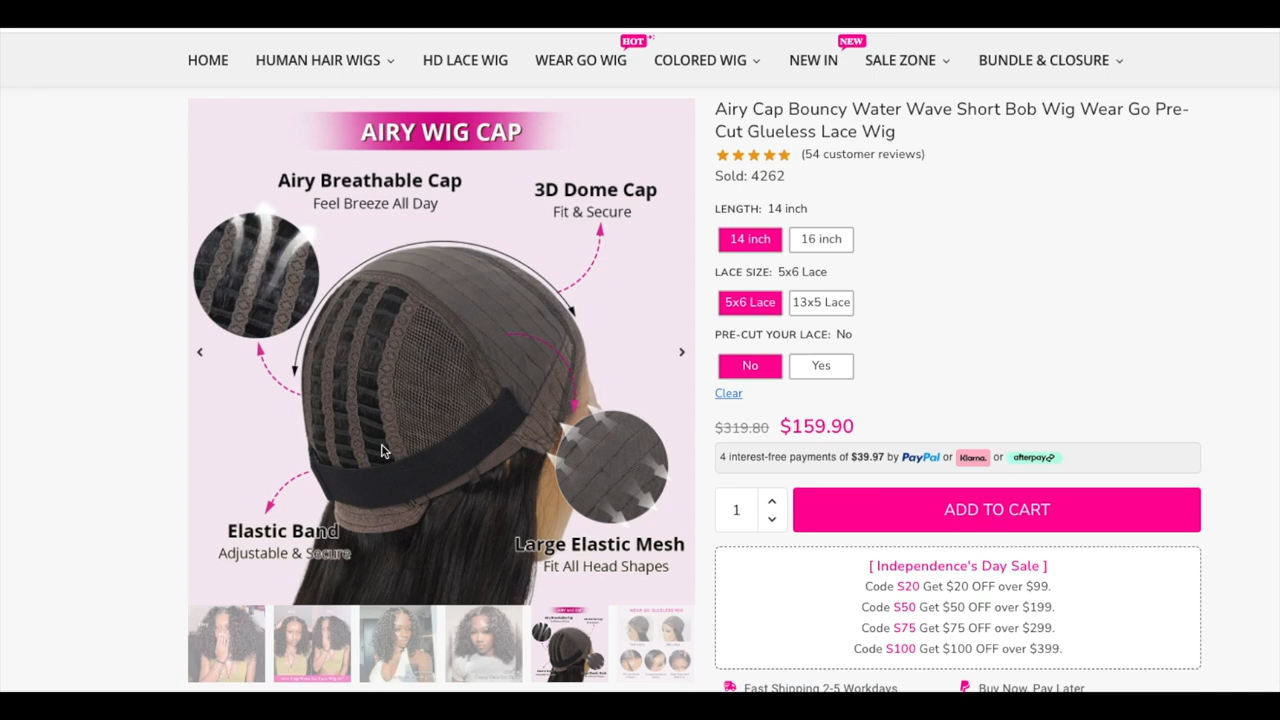 HOT
NEW
HOME
HUMAN HAIR WIGS
HD LACE WIG
WEAR GO WIG
COLORED WIG
NEW IN
SALE ZONE
BUNDLE & CLOSURE
AIRY WIG CAP
Airy Breathable Cap
Feel Breeze All Day
3D Dome Cap
Fit & Secure
Elastic Band
Adjustable & Secure
Large Elastic Mesh
Fit All Head Shapes
AIRY WIG CAP
Airy Cap Bouncy Water Wave Short Bob Wig Wear Go Pre-
Cut Glueless Lace Wig
(54 customer reviews)
Sold: 4262
LENGTH: 14 inch
14 inch
16 inch
LACE SIZE: 5x6 Lace
5x6 Lace
13x5 Lace
PRE-CUT YOUR LACE: No
No
Yes
Clear
$319.80 $159.90
4 interest-free payments of $39.97 by PayPal or Klarna. or afterpay
1
ADD TO CART
[ Independence's Day Sale ]
Code S20 Get $20 OFF over $99.
Code S50 Get $50 OFF over $199.
Code S75 Get $75 OFF over $299.
Code S100 Get $100 OFF over $399.
Fast Shipping 2-5 Workdays
Buy Now, Pay Later